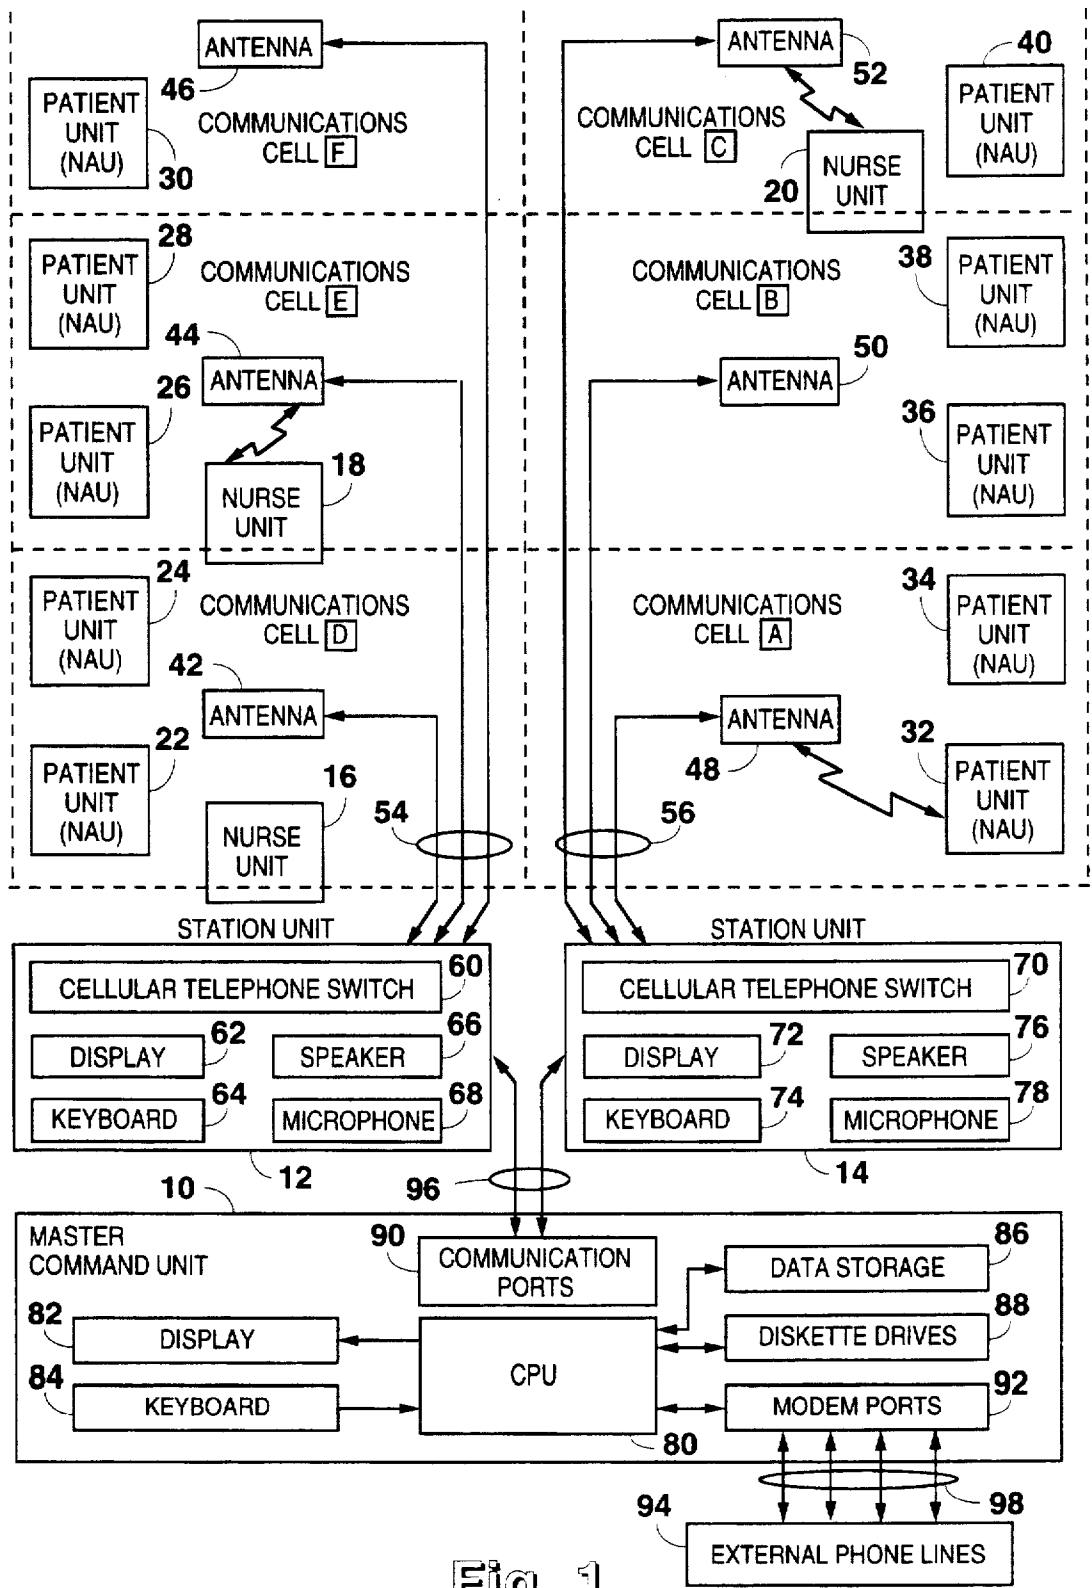 ANTENNA
46
PATIENT
UNIT
(NAU)
30
COMMUNICATIONS
CELL F
ANTENNA
52
40
PATIENT
UNIT
(NAU)
COMMUNICATIONS
CELL C
20
NURSE
UNIT
28
PATIENT
UNIT
(NAU)
COMMUNICATIONS
CELL E
44
ANTENNA
26
PATIENT
UNIT
(NAU)
18
NURSE
UNIT
COMMUNICATIONS
CELL B
38
PATIENT
UNIT
(NAU)
50
ANTENNA
36
PATIENT
UNIT
(NAU)
24
PATIENT
UNIT
(NAU)
COMMUNICATIONS
CELL D
42
ANTENNA
22
PATIENT
UNIT
(NAU)
16
NURSE
UNIT
54
COMMUNICATIONS
CELL A
34
PATIENT
UNIT
(NAU)
ANTENNA
48
32
PATIENT
UNIT
(NAU)
56
STATION UNIT
CELLULAR TELEPHONE SWITCH
60
DISPLAY
62
SPEAKER
66
KEYBOARD
64
MICROPHONE
68
12
STATION UNIT
CELLULAR TELEPHONE SWITCH
70
DISPLAY
72
SPEAKER
76
KEYBOARD
74
MICROPHONE
78
14
96
10
MASTER
COMMAND UNIT
90
COMMUNICATION
PORTS
86
DATA STORAGE
82
DISPLAY
CPU
88
DISKETTE DRIVES
84
KEYBOARD
80
92
MODEM PORTS
98
94
EXTERNAL PHONE LINES
Fig. 1